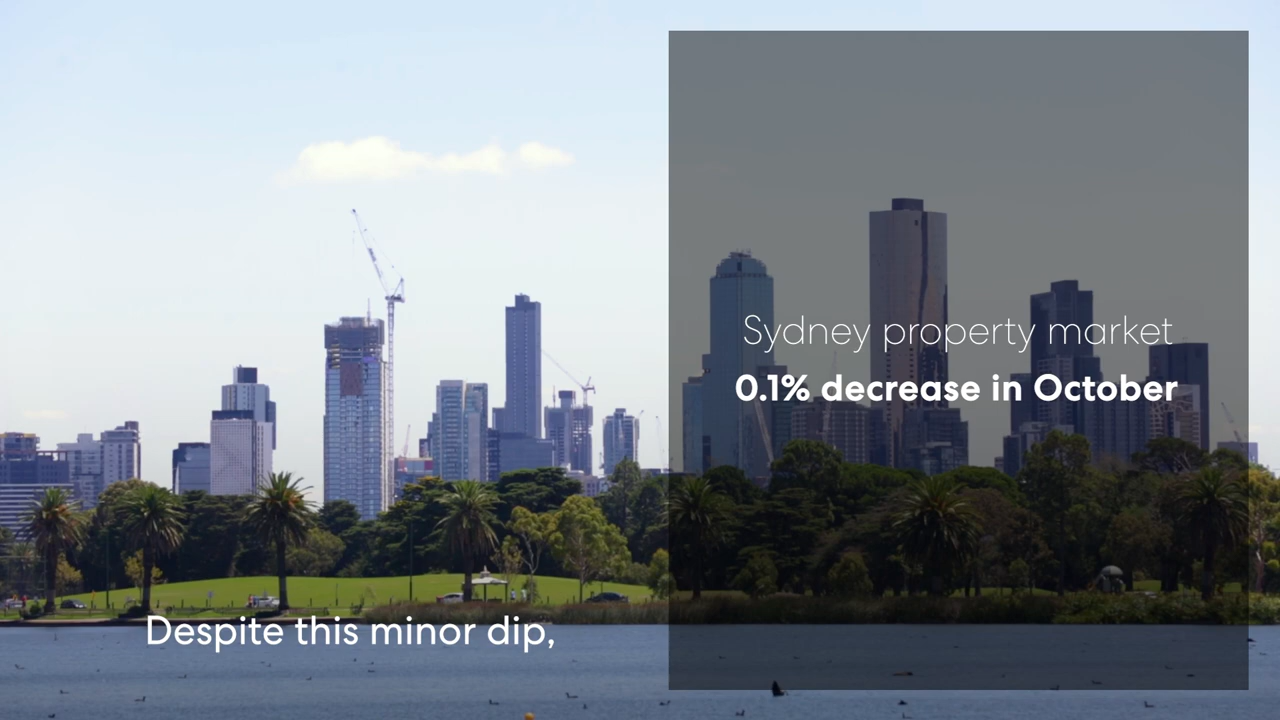 Sydney property market
0.1% decrease in October
Despite this minor dip,